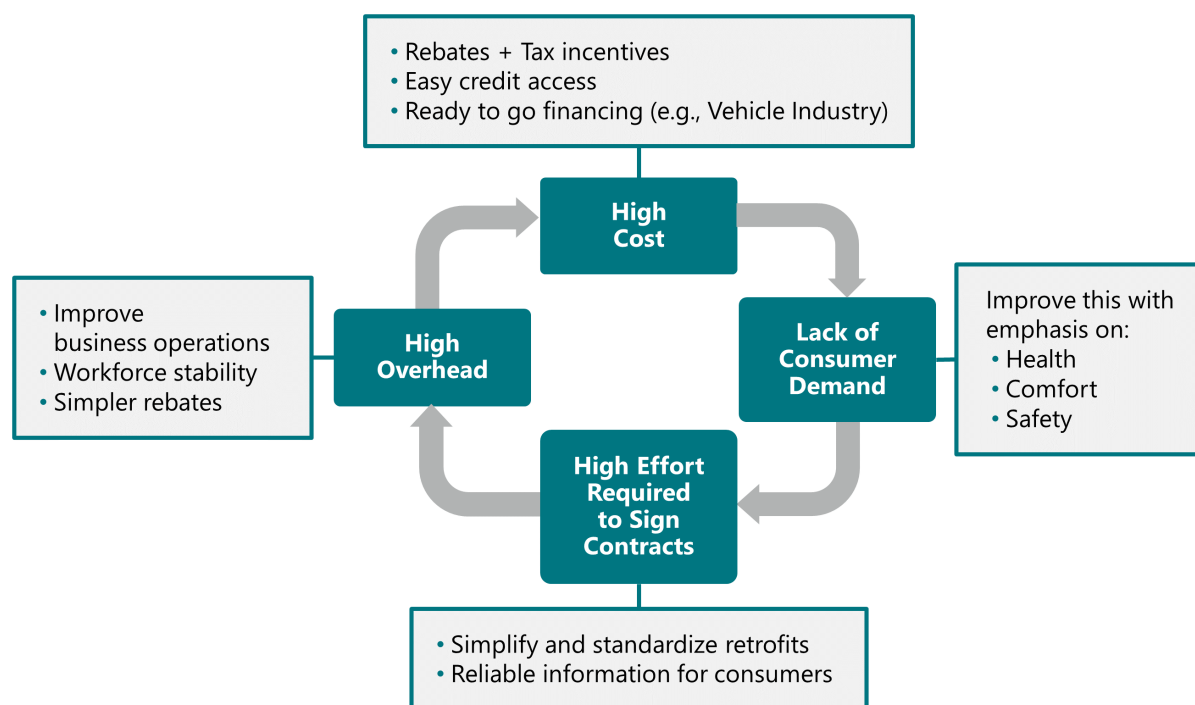 • Rebates + Tax incentives
• Easy credit access
• Ready to go financing (e.g., Vehicle Industry)
High
Cost
Lack of
Consumer
Demand
Improve this with
emphasis on:
• Health
• Comfort
• Safety
High Effort
Required
to Sign
Contracts
• Simplify and standardize retrofits
• Reliable information for consumers
High
Overhead
• Improve
business operations
• Workforce stability
• Simpler rebates